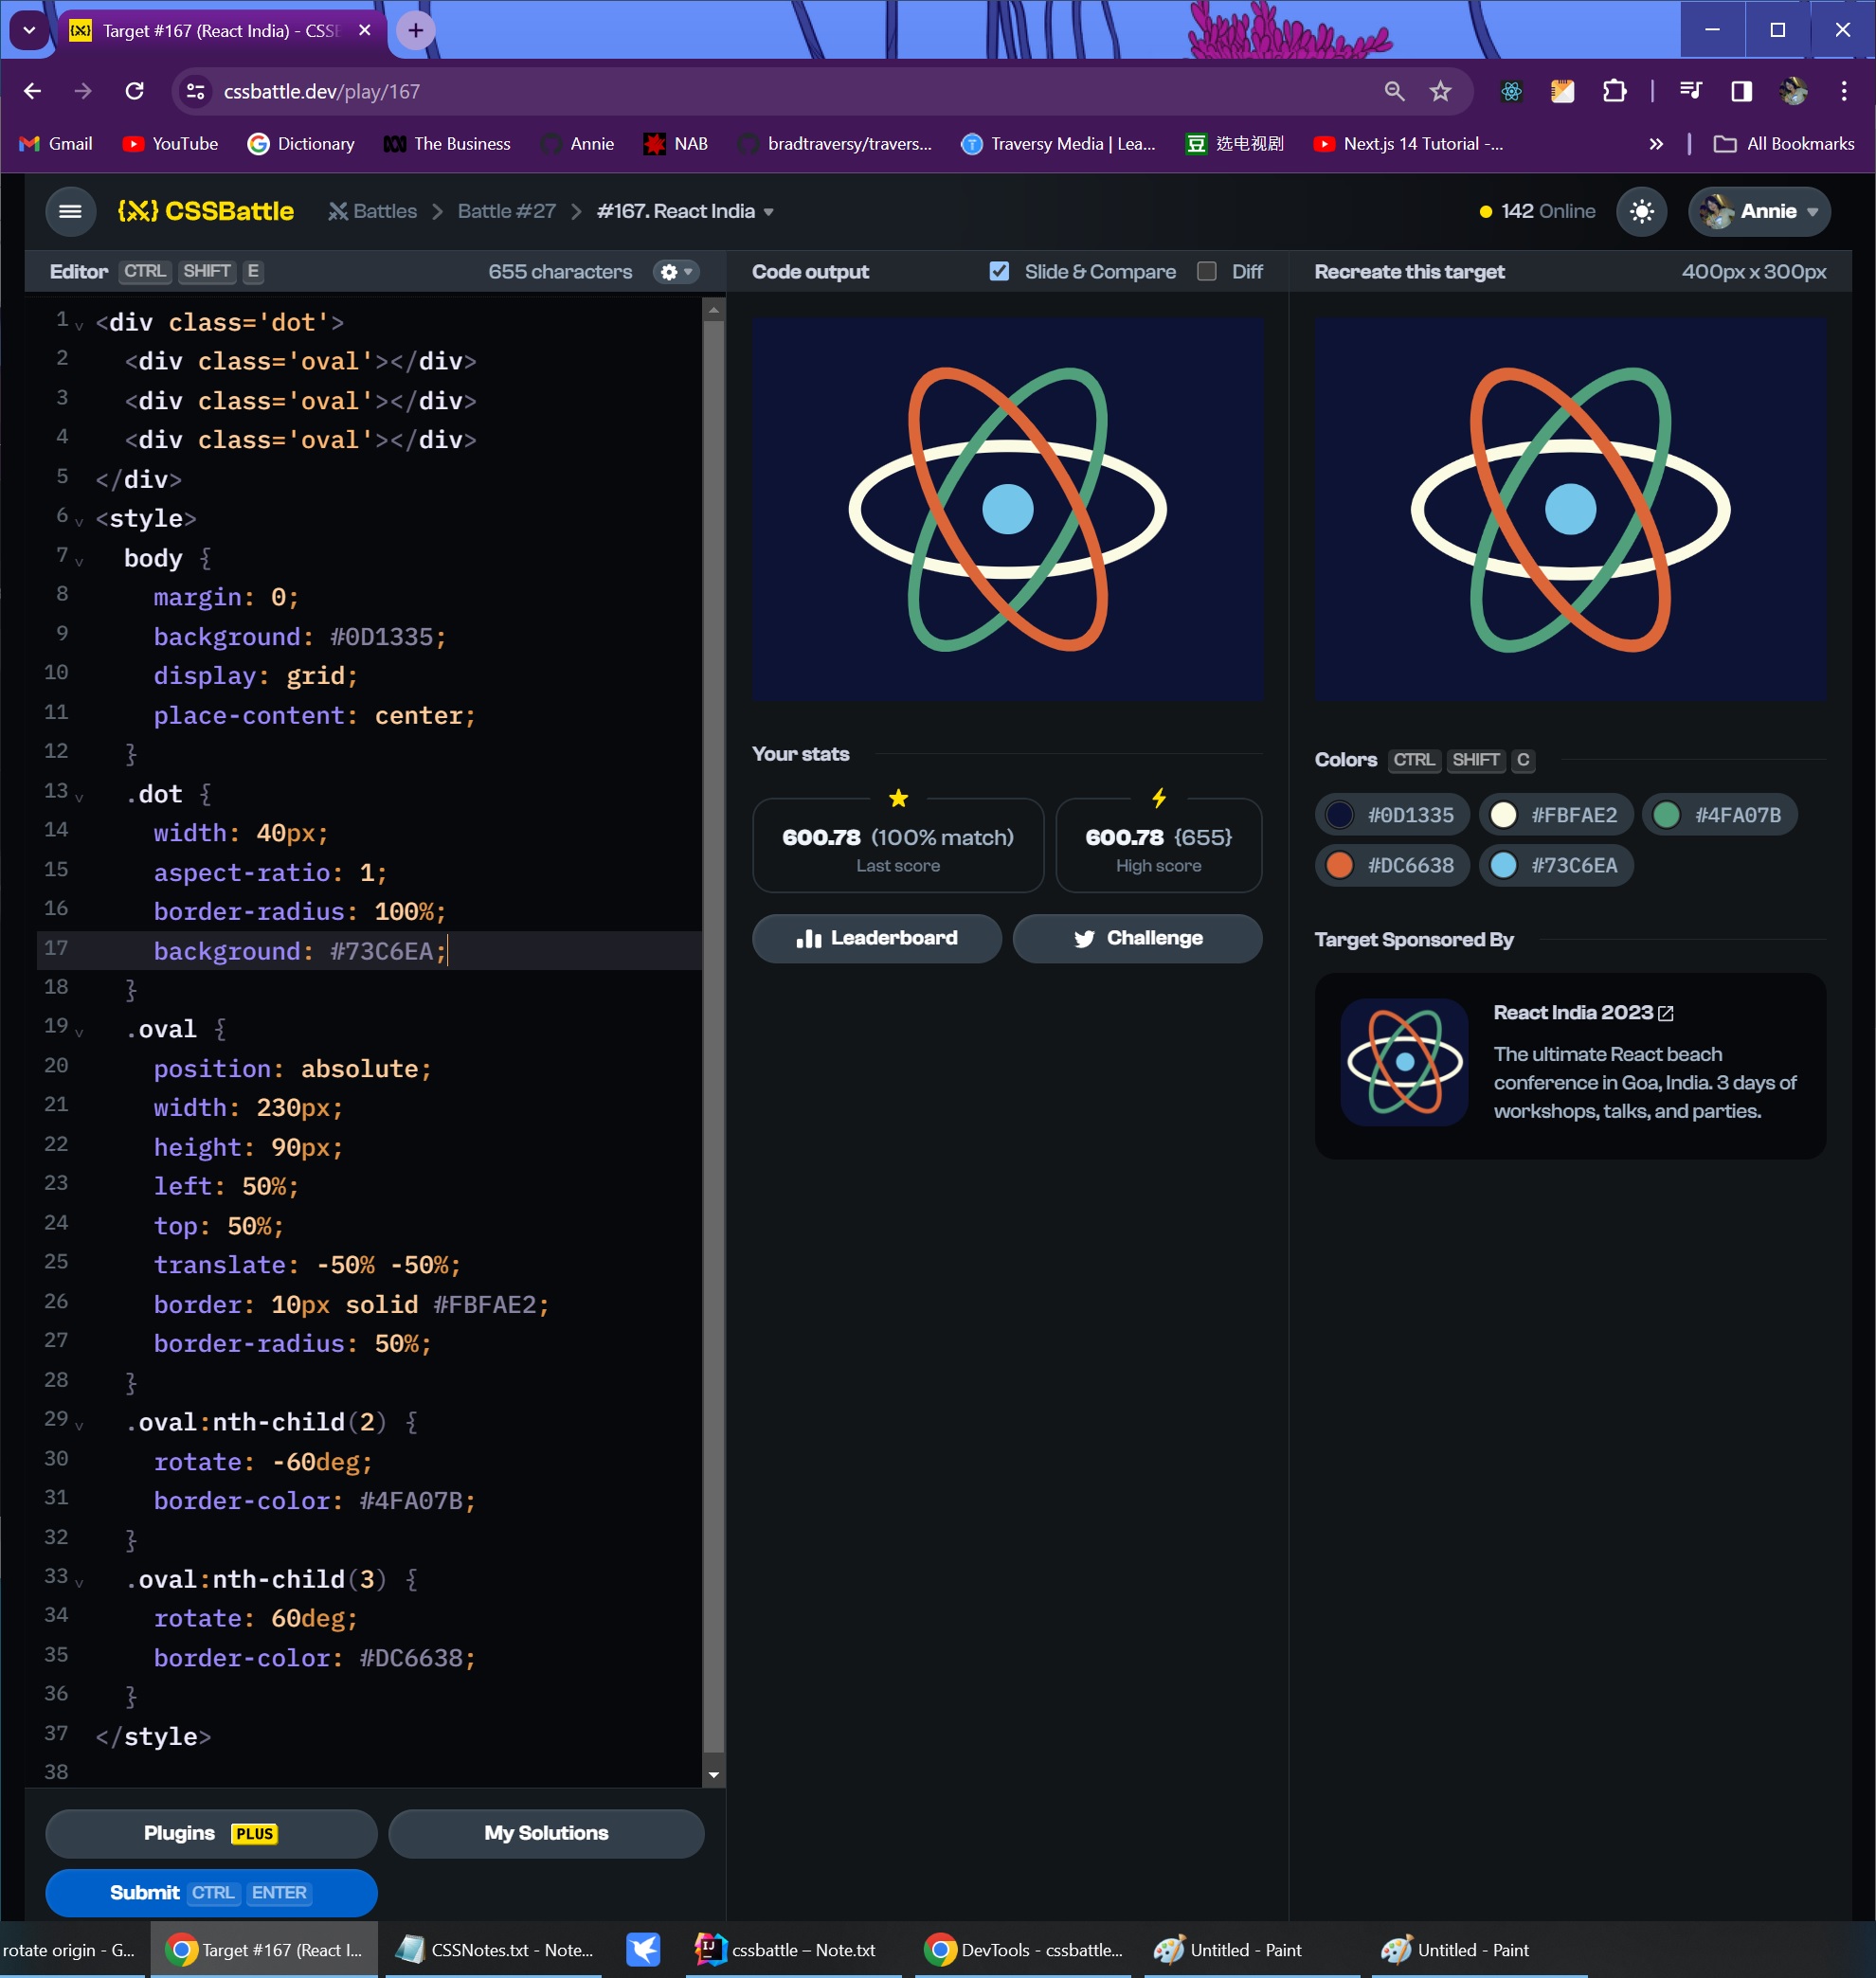 Target #167 (React India) - CSSE
cssbattle.dev/play/167
Gmail YouTube Dictionary The Business Annie NAB bradtraversy/travers... Traversy Media | Lea... 选电视剧 Next.js 14 Tutorial -... » All Bookmarks
CSSBattle Battles > Battle #27 > #167. React India 142 Online Annie
Editor CTRL SHIFT E 655 characters
Code output Slide & Compare Diff
Recreate this target 400px x 300px
1 <div class='dot'>
2 <div class='oval'></div>
3 <div class='oval'></div>
4 <div class='oval'></div>
5 </div>
6 <style>
7 body {
8 margin: 0;
9 background: #0D1335;
10 display: grid;
11 place-content: center;
12 }
13 .dot {
14 width: 40px;
15 aspect-ratio: 1;
16 border-radius: 100%;
17 background: #73C6EA;
18 }
19 .oval {
20 position: absolute;
21 width: 230px;
22 height: 90px;
23 left: 50%;
24 top: 50%;
25 translate: -50% -50%;
26 border: 10px solid #FBFAE2;
27 border-radius: 50%;
28 }
29 .oval:nth-child(2) {
30 rotate: -60deg;
31 border-color: #4FA07B;
32 }
33 .oval:nth-child(3) {
34 rotate: 60deg;
35 border-color: #DC6638;
36 }
37 </style>
38
Plugins PLUS My Solutions
Submit CTRL ENTER
Your stats
600.78 (100% match)
Last score
600.78 {655}
High score
Leaderboard Challenge
Colors CTRL SHIFT C
#0D1335 #FBFAE2 #4FA07B
#DC6638 #73C6EA
Target Sponsored By
React India 2023
The ultimate React beach
conference in Goa, India. 3 days of
workshops, talks, and parties.
rotate origin - G... Target #167 (React I... CSSNotes.txt - Note... cssbattle – Note.txt DevTools - cssbattle... Untitled - Paint Untitled - Paint